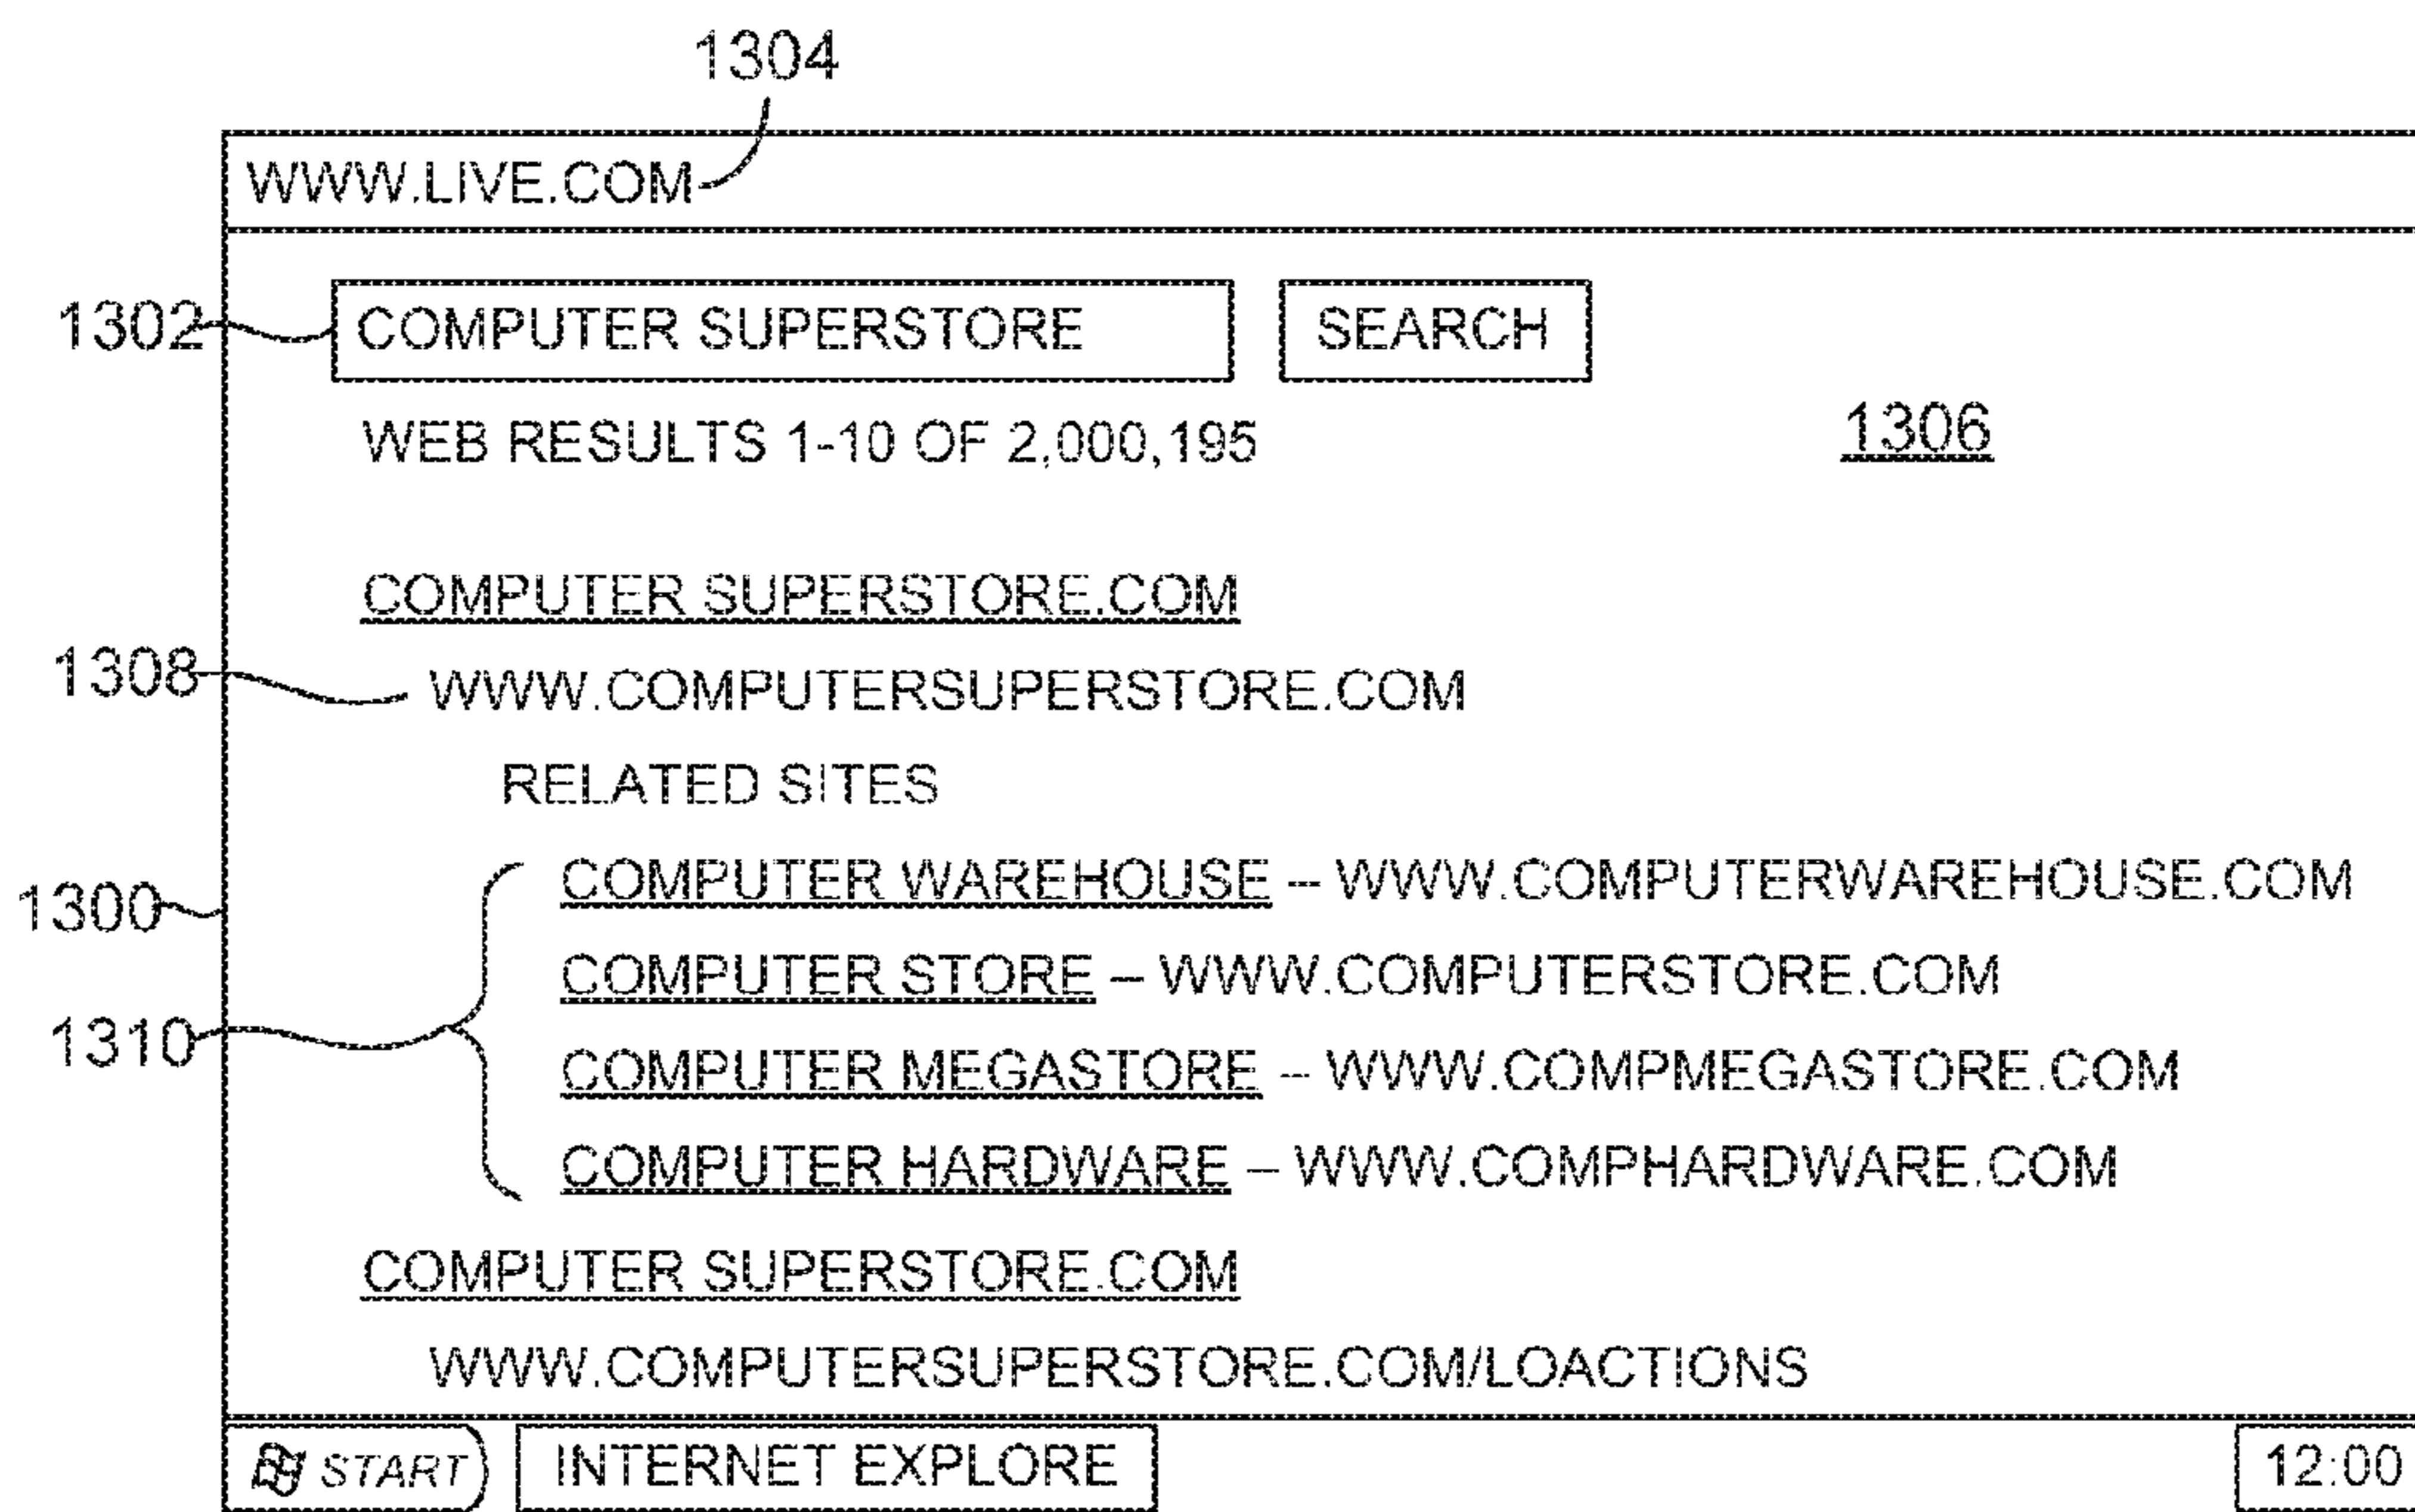 1304
WWW.LIVE.COM
1302 COMPUTER SUPERSTORE SEARCH
WEB RESULTS 1-10 OF 2,000,195 1306
COMPUTER SUPERSTORE.COM
1308 WWW.COMPUTERSUPERSTORE.COM
RELATED SITES
COMPUTER WAREHOUSE -- WWW.COMPUTERWAREHOUSE.COM
1300
COMPUTER STORE – WWW.COMPUTERSTORE.COM
1310
COMPUTER MEGASTORE – WWW.COMPMEGASTORE.COM
COMPUTER HARDWARE – WWW.COMPHARDWARE.COM
COMPUTER SUPERSTORE.COM
WWW.COMPUTERSUPERSTORE.COM/LOACTIONS
START INTERNET EXPLORE 12:00